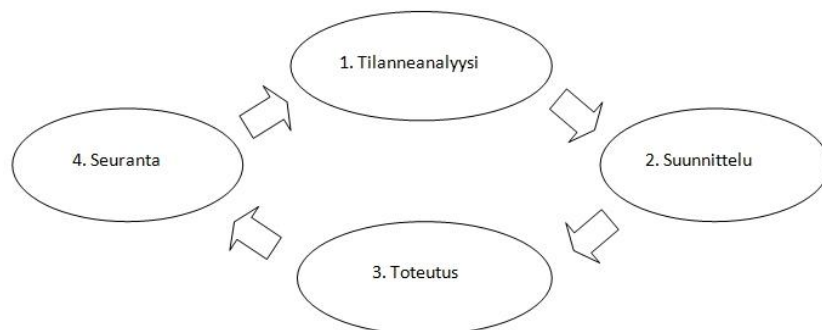 1. Tilanneanalyysi
2. Suunnittelu
3. Toteutus
4. Seuranta